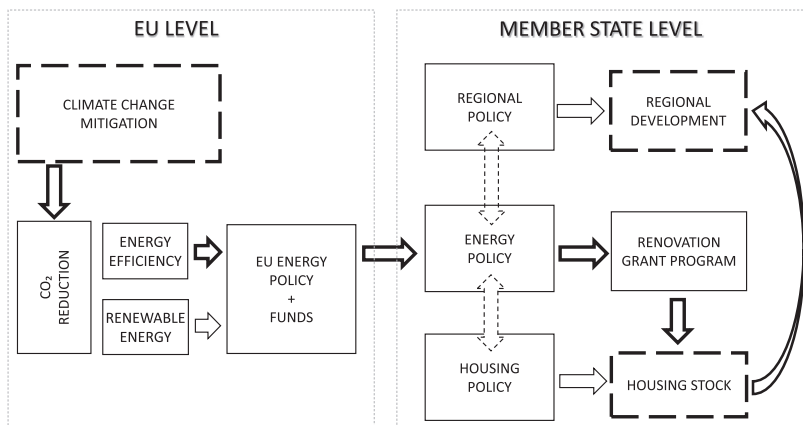 EU LEVEL
CLIMATE CHANGE
MITIGATION
CO₂
REDUCTION
ENERGY
EFFICIENCY
RENEWABLE
ENERGY
EU ENERGY
POLICY
+
FUNDS
MEMBER STATE LEVEL
REGIONAL
POLICY
REGIONAL
DEVELOPMENT
ENERGY
POLICY
RENOVATION
GRANT PROGRAM
HOUSING
POLICY
HOUSING STOCK